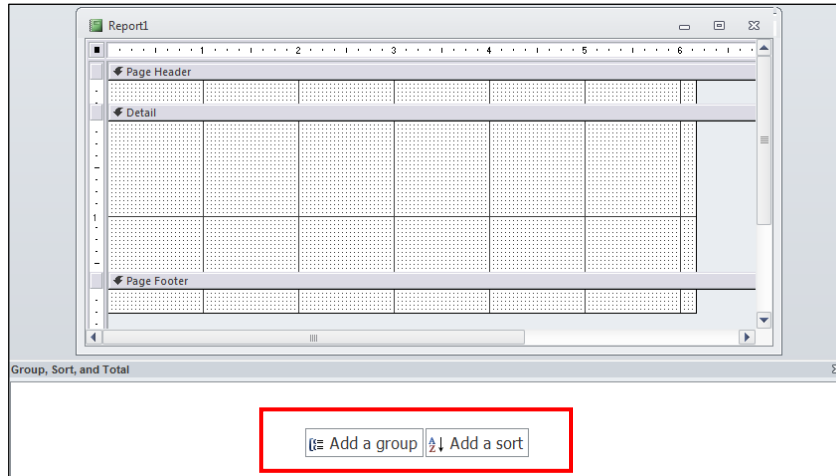 Report1
1 2 3 4 5 6
Page Header
Detail
1
Page Footer
Group, Sort, and Total
Add a group A Z Add a sort